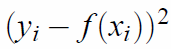 (y_i − f(x_i))²